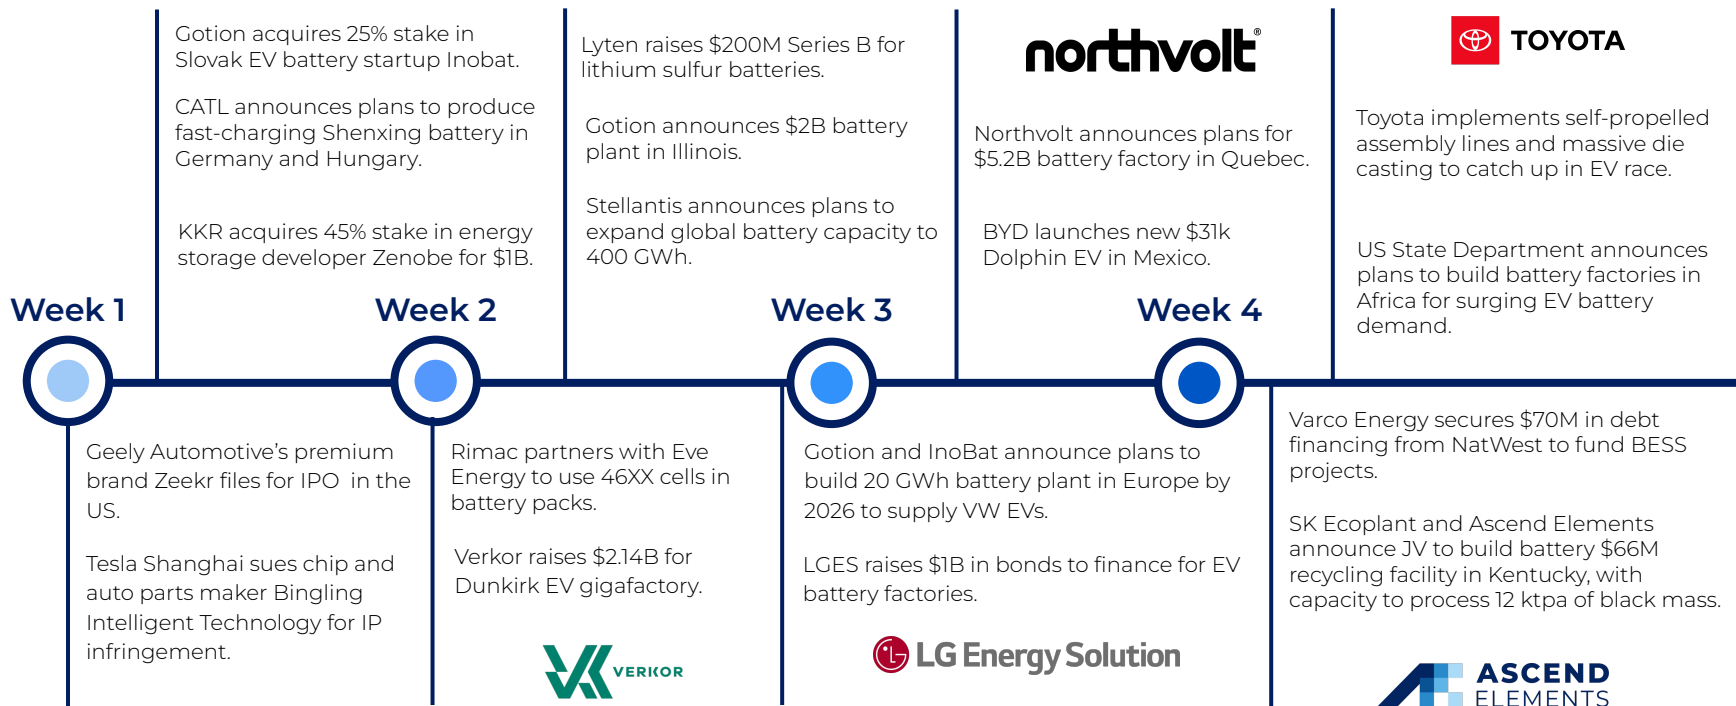 Gotion acquires 25% stake in
Slovak EV battery startup Inobat.
CATL announces plans to produce
fast-charging Shenxing battery in
Germany and Hungary.
KKR acquires 45% stake in energy
storage developer Zenobe for $1B.
Lyten raises $200M Series B for
lithium sulfur batteries.
Gotion announces $2B battery
plant in Illinois.
Stellantis announces plans to
expand global battery capacity to
400 GWh.
northvolt®
Northvolt announces plans for
$5.2B battery factory in Quebec.
BYD launches new $31k
Dolphin EV in Mexico.
TOYOTA
Toyota implements self-propelled
assembly lines and massive die
casting to catch up in EV race.
US State Department announces
plans to build battery factories in
Africa for surging EV battery
demand.
Week 1
Week 2
Week 3
Week 4
Geely Automotive’s premium
brand Zeekr files for IPO in the
US.
Tesla Shanghai sues chip and
auto parts maker Bingling
Intelligent Technology for IP
infringement.
Rimac partners with Eve
Energy to use 46XX cells in
battery packs.
Verkor raises $2.14B for
Dunkirk EV gigafactory.
VERKOR
Gotion and InoBat announce plans to
build 20 GWh battery plant in Europe by
2026 to supply VW EVs.
LGES raises $1B in bonds to finance for EV
battery factories.
LG Energy Solution
Varco Energy secures $70M in debt
financing from NatWest to fund BESS
projects.
SK Ecoplant and Ascend Elements
announce JV to build battery $66M
recycling facility in Kentucky, with
capacity to process 12 ktpa of black mass.
ASCEND
ELEMENTS